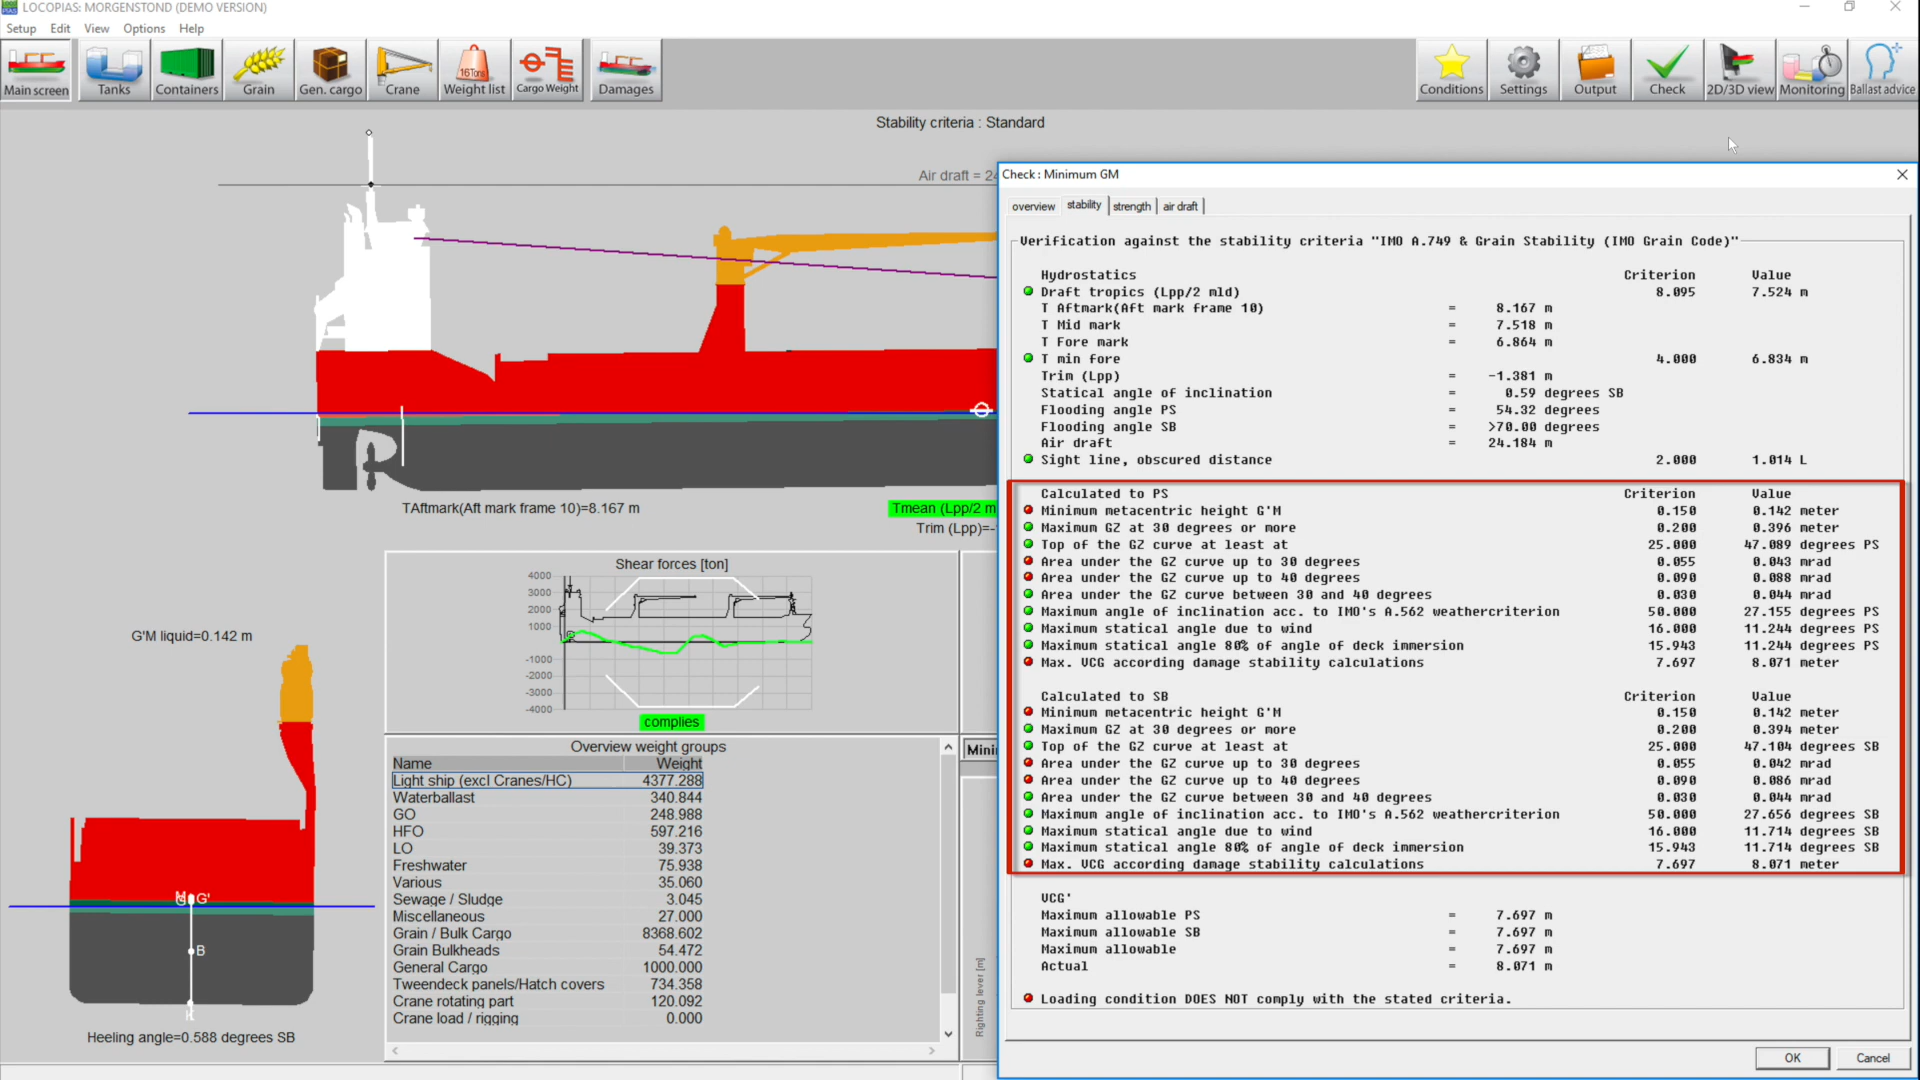 LOCOPIAS: MORGENSTOND (DEMO VERSION)
Setup Edit View Options Help
Main screen Tanks Containers Grain Gen. cargo Crane Weight list Cargo Weight Damages Conditions Settings Output Check 2D/3D view Monitoring Ballast advice
16Tons
Stability criteria : Standard
Air draft = 24
TAftmark(Aft mark frame 10)=8.167 m
Tmean (Lpp/2 m
Trim (Lpp)=-
G'M liquid=0.142 m
G'
B
Heeling angle=0.588 degrees SB
Shear forces [ton]
4000
3000
2000
1000
0
-1000
-2000
-3000
-4000
complies
Overview weight groups
Name Weight
Light ship (excl Cranes/HC) 4377.288
Waterballast 340.844
GO 248.988
HFO 597.216
LO 39.373
Freshwater 75.938
Various 35.060
Sewage / Sludge 3.045
Miscellaneous 27.000
Grain / Bulk Cargo 8368.602
Grain Bulkheads 54.472
General Cargo 1000.000
Tweendeck panels/Hatch covers 734.358
Crane rotating part 120.092
Crane load / rigging 0.000
Mini
Righting lever [m]
Check : Minimum GM
overview stability strength air draft
Verification against the stability criteria "IMO A.749 & Grain Stability (IMO Grain Code)"
Hydrostatics Criterion Value
Draft tropics (Lpp/2 mld) 8.095 7.524 m
T Aftmark(Aft mark frame 10) = 8.167 m
T Mid mark = 7.518 m
T Fore mark = 6.864 m
T min fore 4.000 6.834 m
Trim (Lpp) = -1.381 m
Statical angle of inclination = 0.59 degrees SB
Flooding angle PS = 54.32 degrees
Flooding angle SB = >70.00 degrees
Air draft = 24.184 m
Sight line, obscured distance 2.000 1.014 L
Calculated to PS Criterion Value
Minimum metacentric height G'M 0.150 0.142 meter
Maximum GZ at 30 degrees or more 0.200 0.396 meter
Top of the GZ curve at least at 25.000 47.089 degrees PS
Area under the GZ curve up to 30 degrees 0.055 0.043 mrad
Area under the GZ curve up to 40 degrees 0.090 0.088 mrad
Area under the GZ curve between 30 and 40 degrees 0.030 0.044 mrad
Maximum angle of inclination acc. to IMO's A.562 weathercriterion 50.000 27.155 degrees PS
Maximum statical angle due to wind 16.000 11.244 degrees PS
Maximum statical angle 80% of angle of deck immersion 15.943 11.244 degrees PS
Max. VCG according damage stability calculations 7.697 8.071 meter
Calculated to SB Criterion Value
Minimum metacentric height G'M 0.150 0.142 meter
Maximum GZ at 30 degrees or more 0.200 0.394 meter
Top of the GZ curve at least at 25.000 47.104 degrees SB
Area under the GZ curve up to 30 degrees 0.055 0.042 mrad
Area under the GZ curve up to 40 degrees 0.090 0.086 mrad
Area under the GZ curve between 30 and 40 degrees 0.030 0.044 mrad
Maximum angle of inclination acc. to IMO's A.562 weathercriterion 50.000 27.656 degrees SB
Maximum statical angle due to wind 16.000 11.714 degrees SB
Maximum statical angle 80% of angle of deck immersion 15.943 11.714 degrees SB
Max. VCG according damage stability calculations 7.697 8.071 meter
VCG'
Maximum allowable PS = 7.697 m
Maximum allowable SB = 7.697 m
Maximum allowable = 7.697 m
Actual = 8.071 m
Loading condition DOES NOT comply with the stated criteria.
OK Cancel